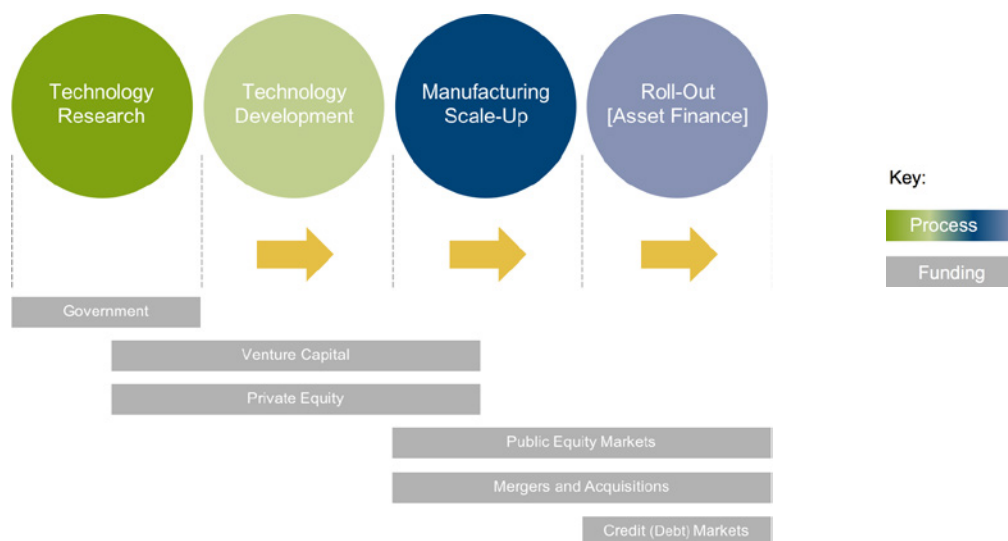 Technology
Research
Technology
Development
Manufacturing
Scale-Up
Roll-Out
[Asset Finance]
Key:
Process
Funding
Government
Venture Capital
Private Equity
Public Equity Markets
Mergers and Acquisitions
Credit (Debt) Markets